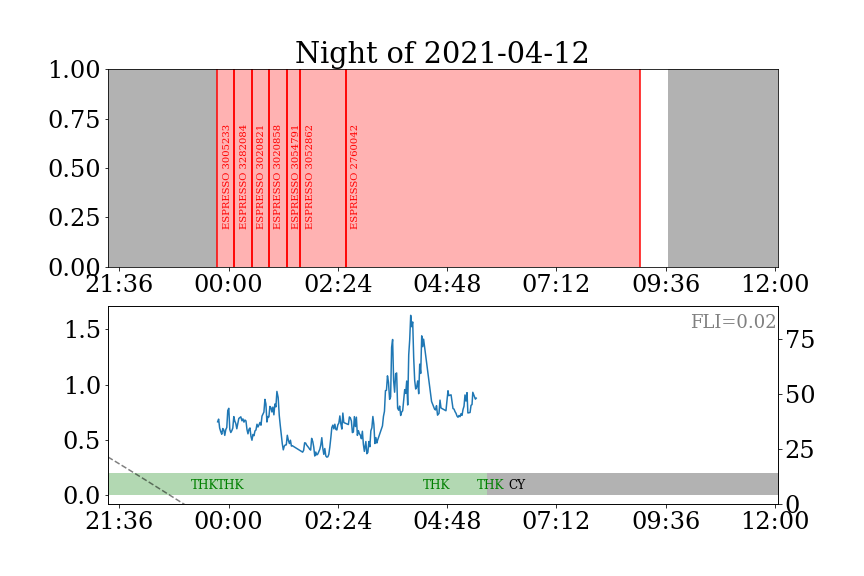 Night of 2021-04-12
1.00
0.75
0.50
0.25
0.00
ESPRESSO 3005233
ESPRESSO 3282084
ESPRESSO 3020821
ESPRESSO 3020858
ESPRESSO 3054791
ESPRESSO 3052862
ESPRESSO 2760042
21:36 00:00 02:24 04:48 07:12 09:36 12:00
FLI=0.02
1.5
1.0
0.5
0.0
75
50
25
0
THK THK THK THK CY
21:36 00:00 02:24 04:48 07:12 09:36 12:00